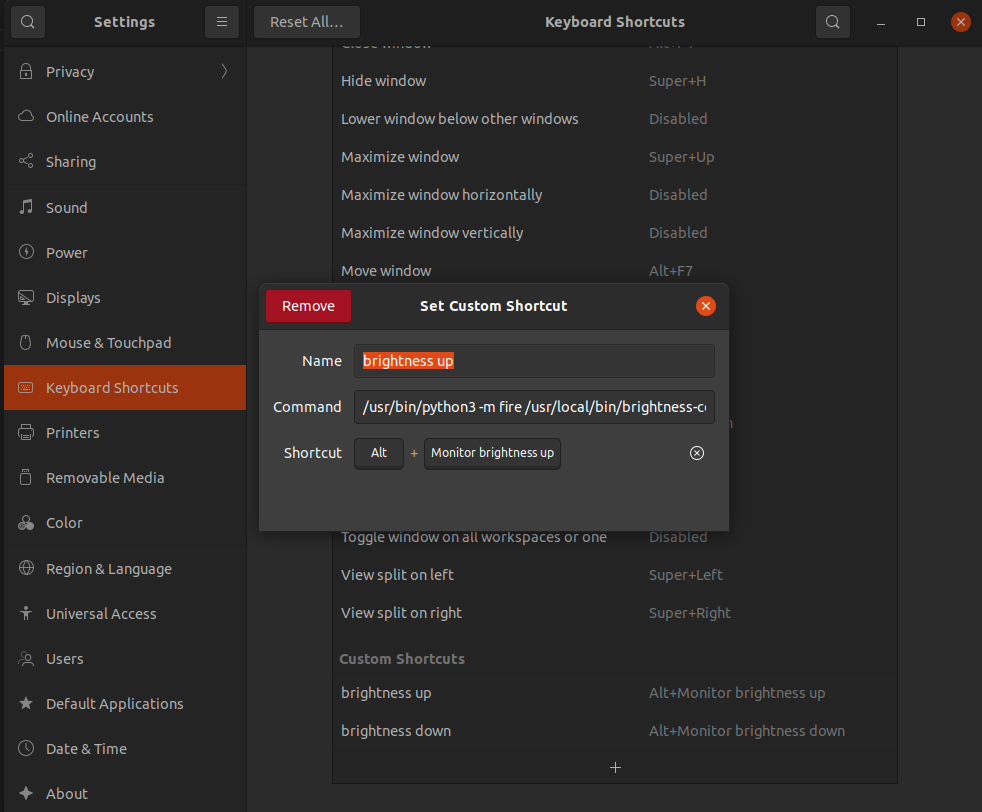 Settings
Reset All...
Keyboard Shortcuts
Privacy
Online Accounts
Sharing
Sound
Power
Displays
Mouse & Touchpad
Keyboard Shortcuts
Printers
Removable Media
Color
Region & Language
Universal Access
Users
Default Applications
Date & Time
About
Close window
Hide window Super+H
Lower window below other windows Disabled
Maximize window Super+Up
Maximize window horizontally Disabled
Maximize window vertically Disabled
Move window Alt+F7
Remove
Set Custom Shortcut
Name brightness up
Command /usr/bin/python3 -m fire /usr/local/bin/brightness-c
Shortcut Alt + Monitor brightness up
Toggle window on all workspaces or one Disabled
View split on left Super+Left
View split on right Super+Right
Custom Shortcuts
brightness up Alt+Monitor brightness up
brightness down Alt+Monitor brightness down
+